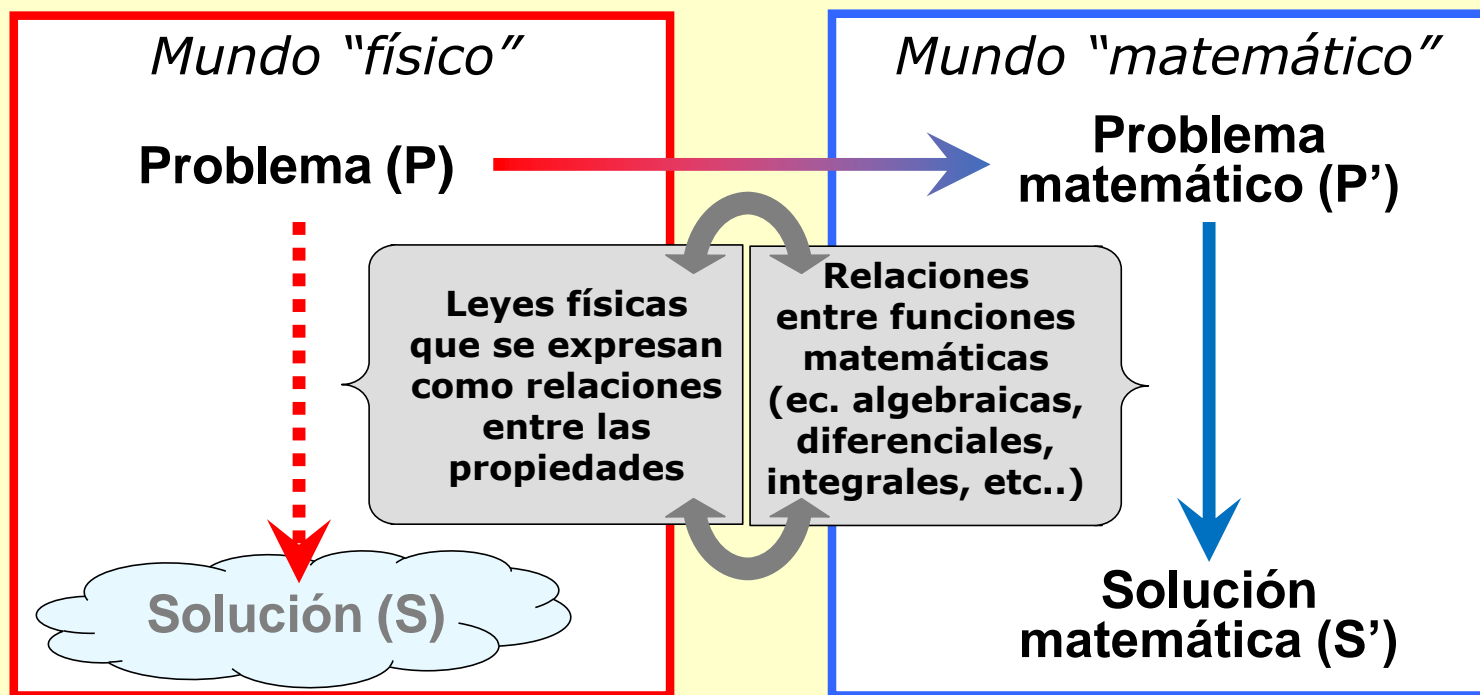 Mundo “físico”
Problema (P)
Leyes físicas
que se expresan
como relaciones
entre las
propiedades
Solución (S)
Mundo “matemático”
Problema
matemático (P’)
Relaciones
entre funciones
matemáticas
(ec. algebraicas,
diferenciales,
integrales, etc..)
Solución
matemática (S’)